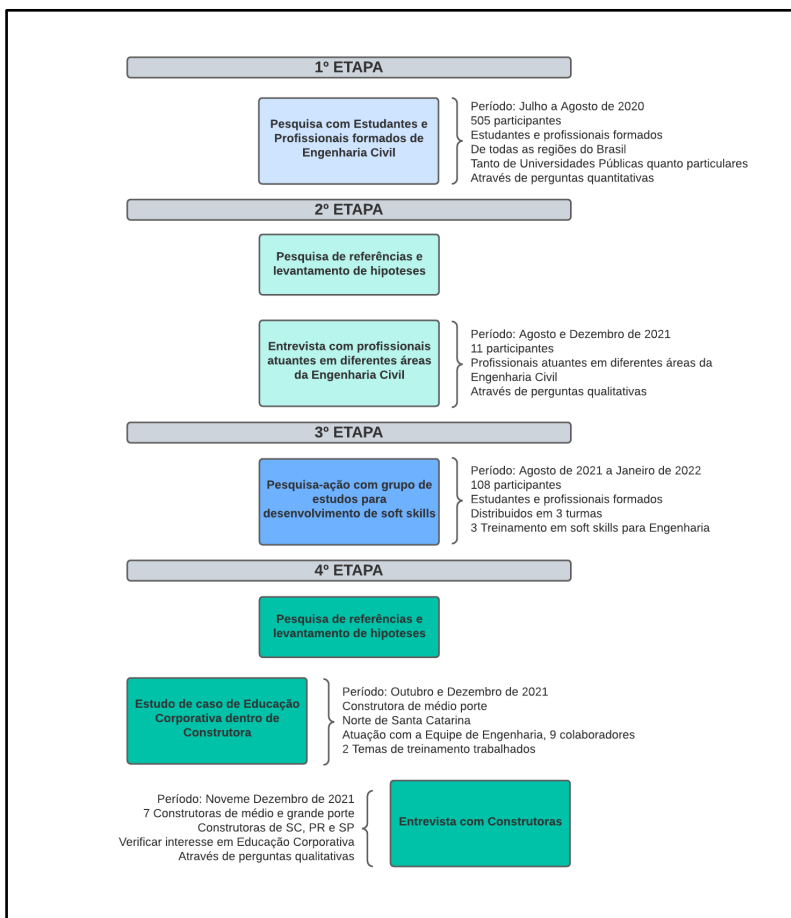 1º ETAPA
Pesquisa com Estudantes e
Profissionais formados de
Engenharia Civil
Período: Julho a Agosto de 2020
505 participantes
Estudantes e profissionais formados
De todas as regiões do Brasil
Tanto de Universidades Públicas quanto particulares
Através de perguntas quantitativas
2º ETAPA
Pesquisa de referências e
levantamento de hipoteses
Entrevista com profissionais
atuantes em diferentes áreas
da Engenharia Civil
Período: Agosto e Dezembro de 2021
11 participantes
Profissionais atuantes em diferentes áreas da
Engenharia Civil
Através de perguntas qualitativas
3º ETAPA
Pesquisa-ação com grupo de
estudos para
desenvolvimento de soft skills
Período: Agosto de 2021 a Janeiro de 2022
108 participantes
Estudantes e profissionais formados
Distribuidos em 3 turmas
3 Treinamento em soft skills para Engenharia
4º ETAPA
Pesquisa de referências e
levantamento de hipoteses
Estudo de caso de Educação
Corporativa dentro de
Construtora
Período: Outubro e Dezembro de 2021
Construtora de médio porte
Norte de Santa Catarina
Atuação com a Equipe de Engenharia, 9 colaboradores
2 Temas de treinamento trabalhados
Período: Noveme Dezembro de 2021
7 Construtoras de médio e grande porte
Construtoras de SC, PR e SP
Verificar interesse em Educação Corporativa
Através de perguntas qualitativas
Entrevista com Construtoras